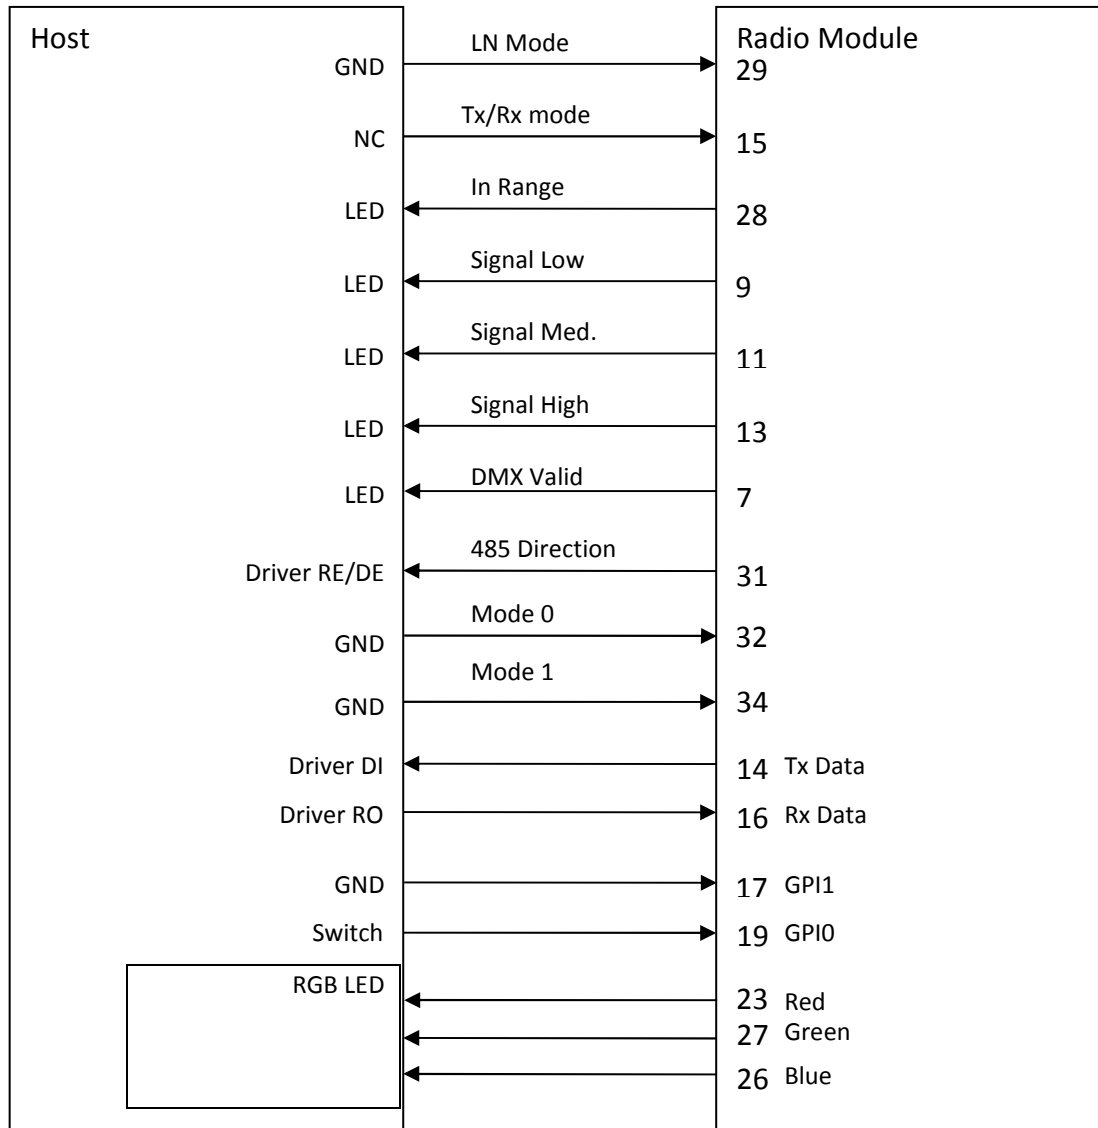 Host
LN Mode
Radio Module
GND
29
Tx/Rx mode
NC
15
In Range
LED
28
Signal Low
LED
9
Signal Med.
LED
11
Signal High
LED
13
DMX Valid
LED
7
485 Direction
Driver RE/DE
31
Mode 0
GND
32
Mode 1
GND
34
Driver DI
14 Tx Data
Driver RO
16 Rx Data
GND
17 GPI1
Switch
19 GPI0
RGB LED
23 Red
27 Green
26 Blue